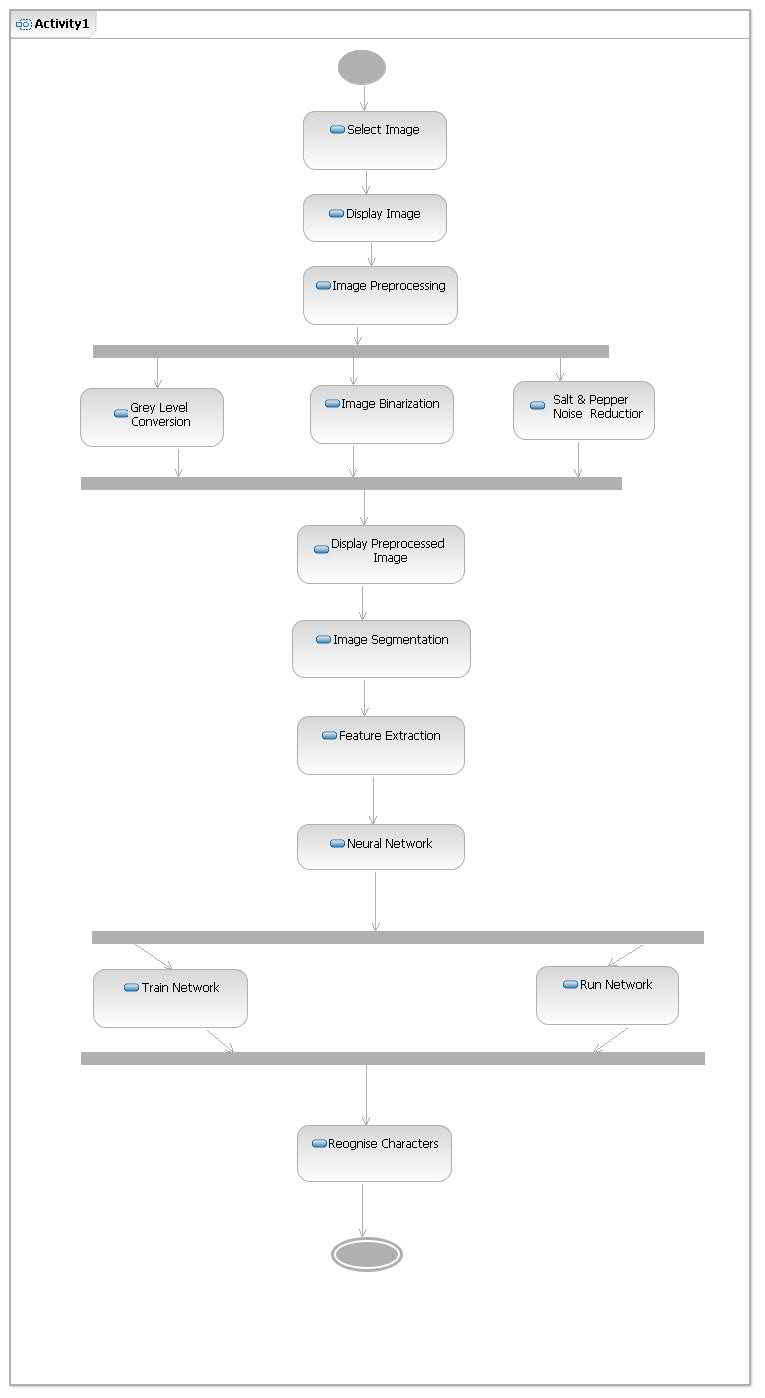 Activity1
Select Image
Display Image
Image Preprocessing
Grey Level
Conversion
Image Binarization
Salt & Pepper
Noise Reductior
Display Preprocessed
Image
Image Segmentation
Feature Extraction
Neural Network
Train Network
Run Network
Reognise Characters